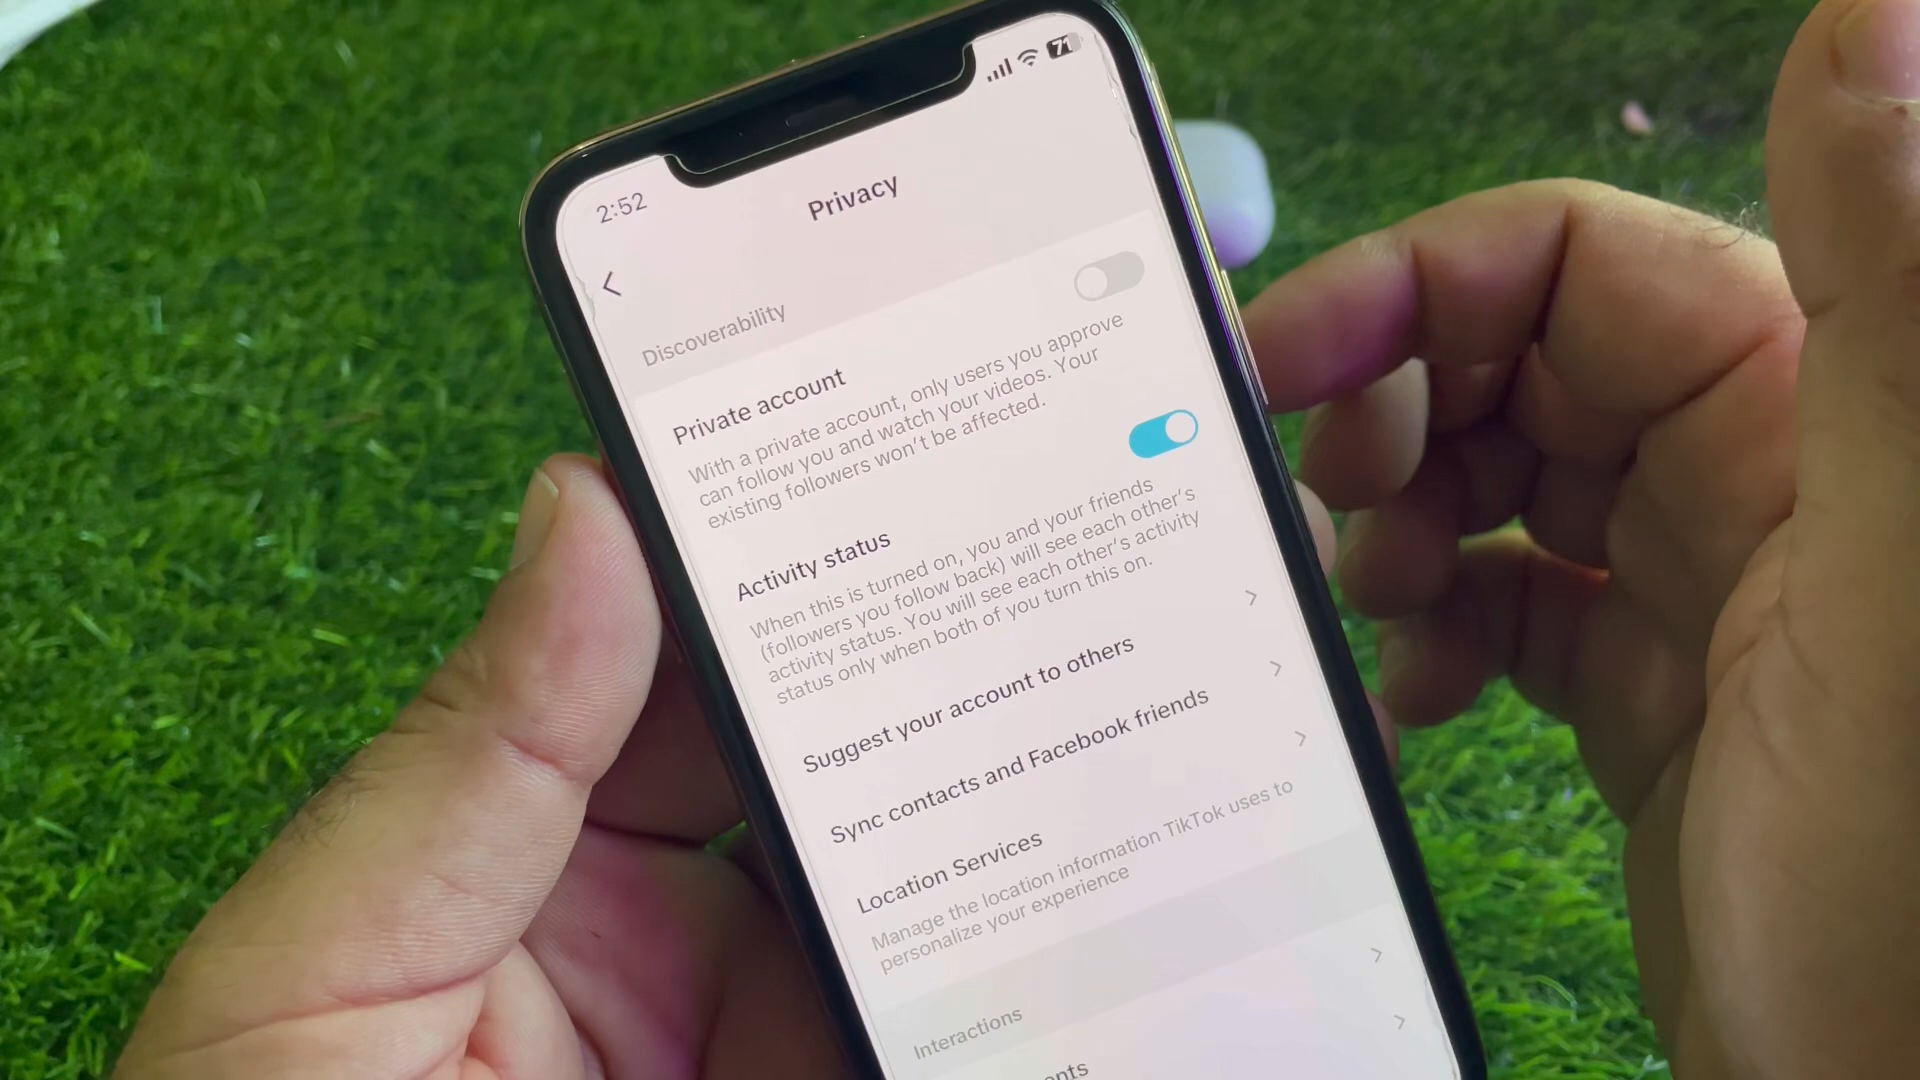 71
2:52
Privacy
Discoverability
Private account
With a private account, only users you approve
can follow you and watch your videos. Your
existing followers won't be affected.
Activity status
When this is turned on, you and your friends
(followers you follow back) will see each other's
activity status. You will see each other's activity
status only when both of you turn this on.
Suggest your account to others
Sync contacts and Facebook friends
Location Services
Manage the location information TikTok uses to
personalize your experience
Interactions